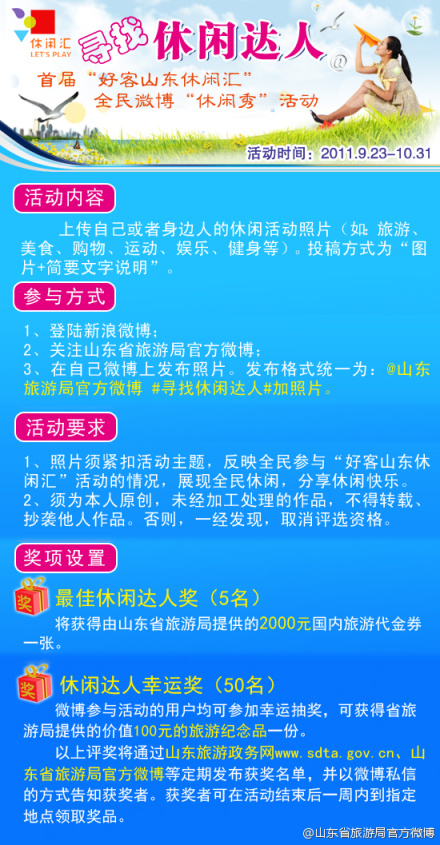 休闲汇
LET'S PLAY
寻找休闲达人
@
首届“好客山东休闲汇”
全民微博“休闲秀”活动
活动时间：2011.9.23-10.31
活动内容
上传自己或者身边人的休闲活动照片（如：旅游、
美食、购物、运动、娱乐、健身等）。投稿方式为“图
片+简要文字说明”。
参与方式
1、登陆新浪微博；
2、关注山东省旅游局官方微博；
3、在自己微博上发布照片。发布格式统一为：@山东
旅游局官方微博 #寻找休闲达人#加照片。
活动要求
1、照片须紧扣活动主题，反映全民参与“好客山东休
闲汇”活动的情况，展现全民休闲，分享休闲快乐。
2、须为本人原创，未经加工处理的作品，不得转载、
抄袭他人作品。否则，一经发现，取消评选资格。
奖项设置
奖
最佳休闲达人奖（5名）
将获得由山东省旅游局提供的2000元国内旅游代金券
一张。
奖
休闲达人幸运奖（50名）
微博参与活动的用户均可参加幸运抽奖，可获得省旅
游局提供的价值100元的旅游纪念品一份。
以上评奖将通过山东旅游政务网www.sdta.gov.cn、山
东省旅游局官方微博等定期发布获奖名单，并以微博私信
的方式告知获奖者。获奖者可在活动结束后一周内到指定
地点领取奖品。
@山东省旅游局官方微博